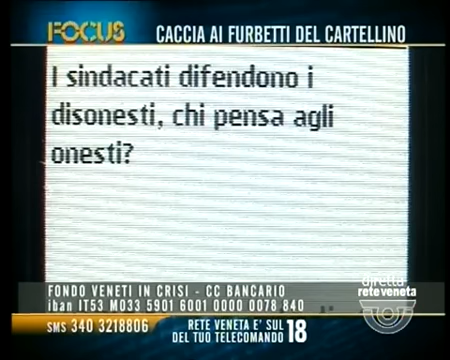 FOCUS CACCIA AI FURBETTI DEL CARTELLINO
I sindacati difendono i
disonesti, chi pensa agli
onesti?
FONDO VENETI IN CRISI - CC BANCARIO
iban IT53 M033 5901 6001 0000 0078 840
diretta
reteveneta
SMS 340 3218806
RETE VENETA E' SUL
DEL TUO TELECOMANDO 18